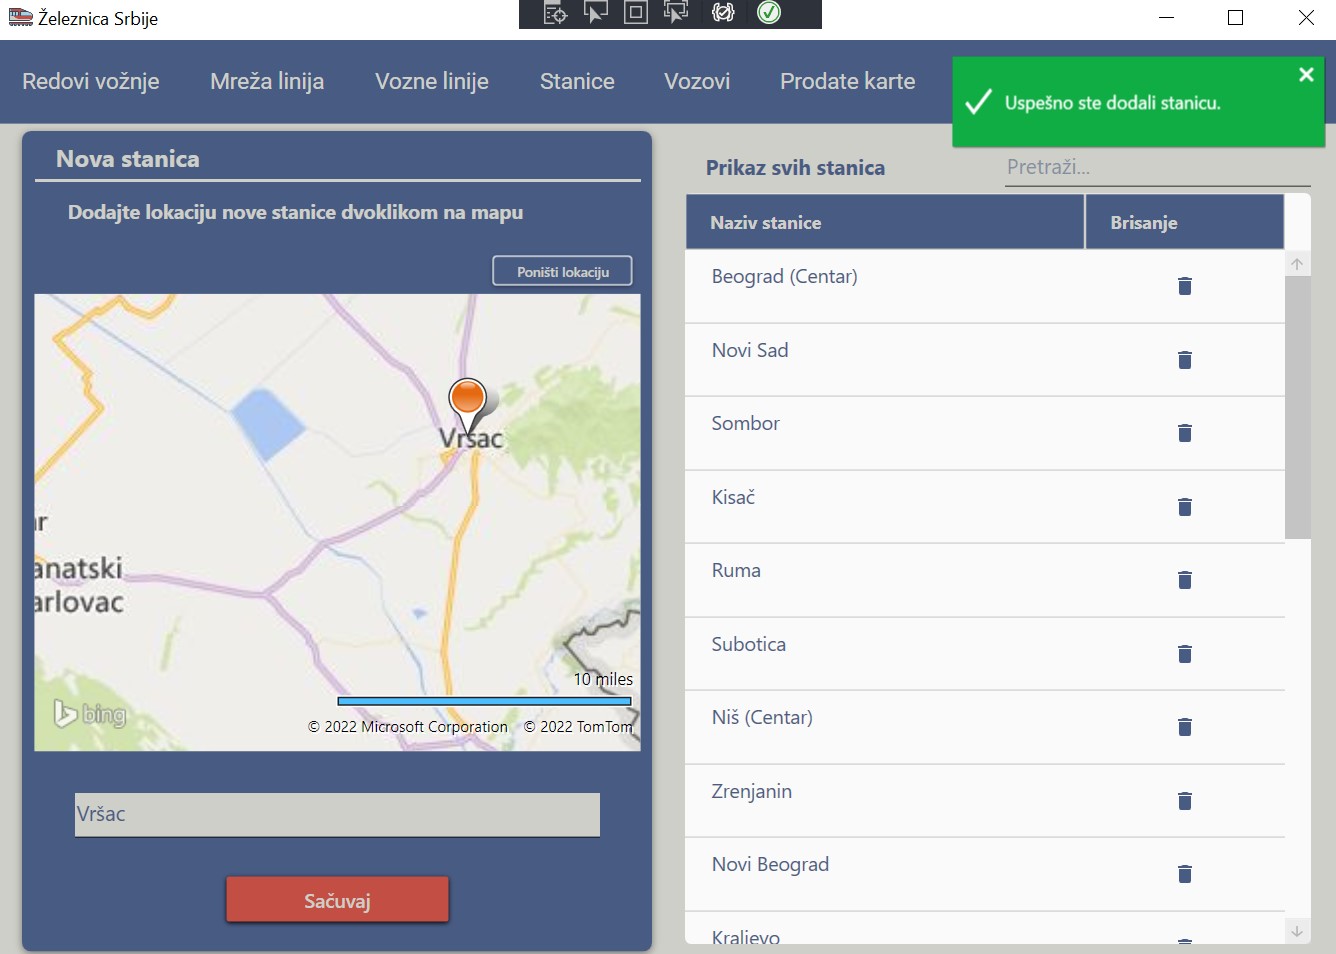 Železnica Srbije
Redovi vožnje
Mreža linija
Vozne linije
Stanice
Vozovi
Prodate karte
Uspešno ste dodali stanicu.
Nova stanica
Dodajte lokaciju nove stanice dvoklikom na mapu
Poništi lokaciju
Vršac
ar
anatski
arlovac
10 miles
bing
© 2022 Microsoft Corporation © 2022 TomTom
Vršac
Sačuvaj
Prikaz svih stanica
Pretraži...
Naziv stanice
Brisanje
Beograd (Centar)
Novi Sad
Sombor
Kisač
Ruma
Subotica
Niš (Centar)
Zrenjanin
Novi Beograd
Kraljevo